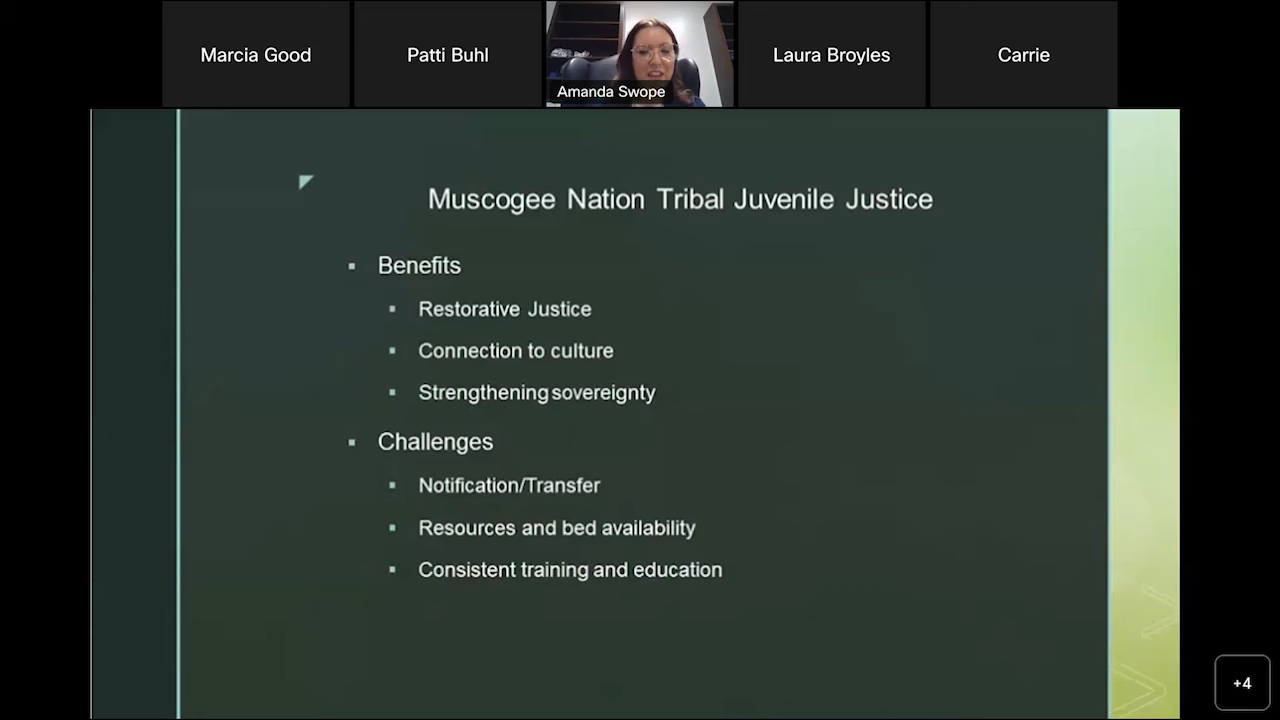 Marcia Good
Patti Buhl
Amanda Swope
Laura Broyles
Carrie
Muscogee Nation Tribal Juvenile Justice
Benefits
Restorative Justice
Connection to culture
Strengthening sovereignty
Challenges
Notification/Transfer
Resources and bed availability
Consistent training and education
+4